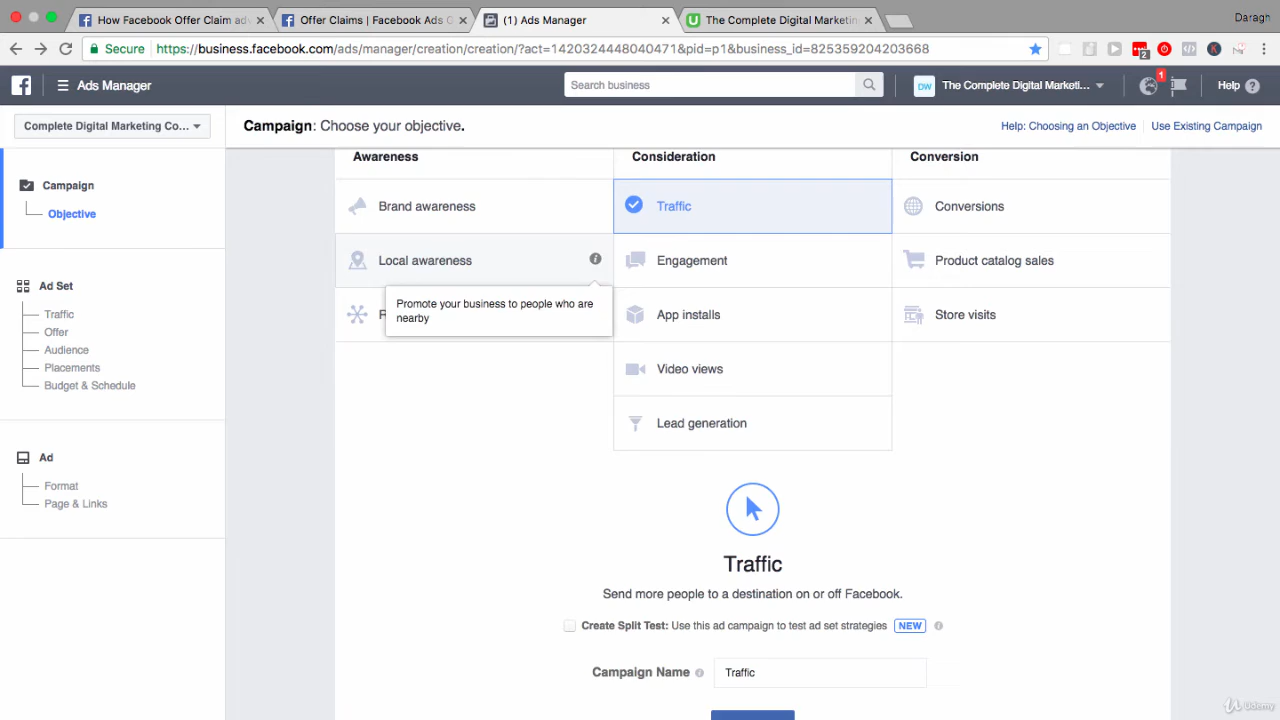 How Facebook Offer Claim adv
Offer Claims | Facebook Ads G
(1) Ads Manager
The Complete Digital Marketin
Daragh
Secure
https://business.facebook.com/ads/manager/creation/creation/?act=1420324448040471&pid=p1&business_id=825359204203668
2
Ads Manager
Search business
DW
The Complete Digital Marketi...
1
Help
Complete Digital Marketing Co...
Campaign: Choose your objective.
Help: Choosing an Objective
Use Existing Campaign
Campaign
Objective
Ad Set
Traffic
Offer
Audience
Placements
Budget & Schedule
Ad
Format
Page & Links
Awareness
Consideration
Conversion
Brand awareness
Traffic
Conversions
Local awareness
Engagement
Product catalog sales
Promote your business to people who are
nearby
App installs
Store visits
Video views
Lead generation
Traffic
Send more people to a destination on or off Facebook.
Create Split Test: Use this ad campaign to test ad set strategies
NEW
Campaign Name
Traffic
Udemy